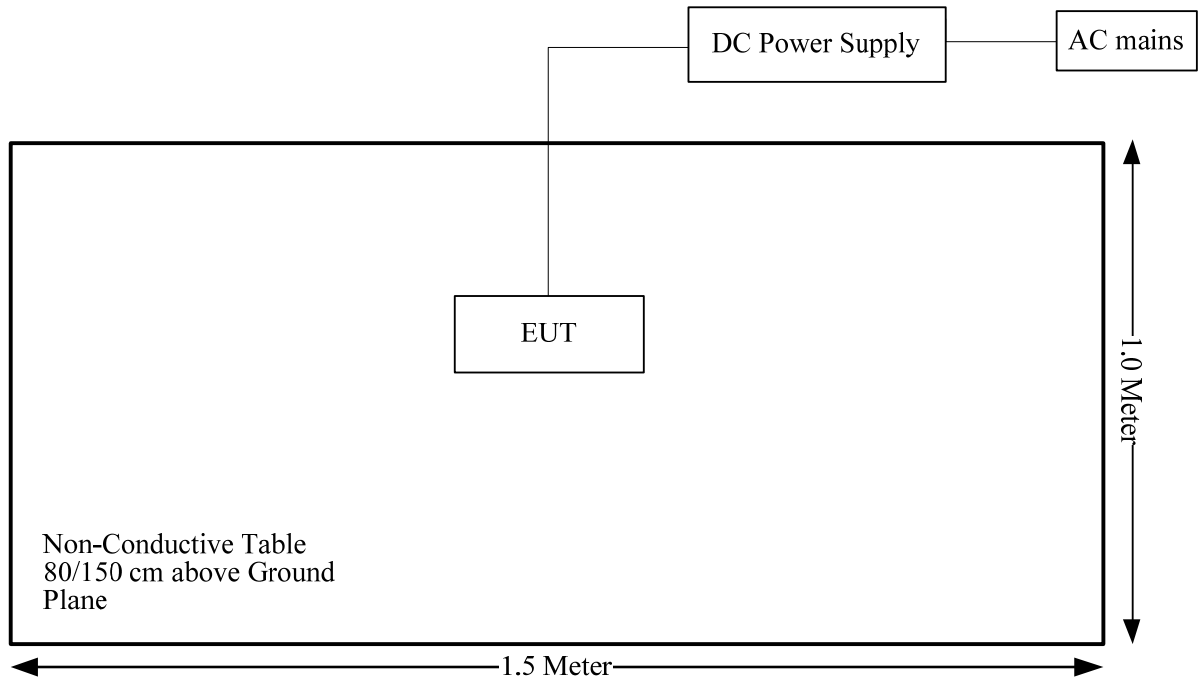 DC Power Supply
AC mains
EUT
1.0 Meter
Non-Conductive Table
80/150 cm above Ground
Plane
1.5 Meter